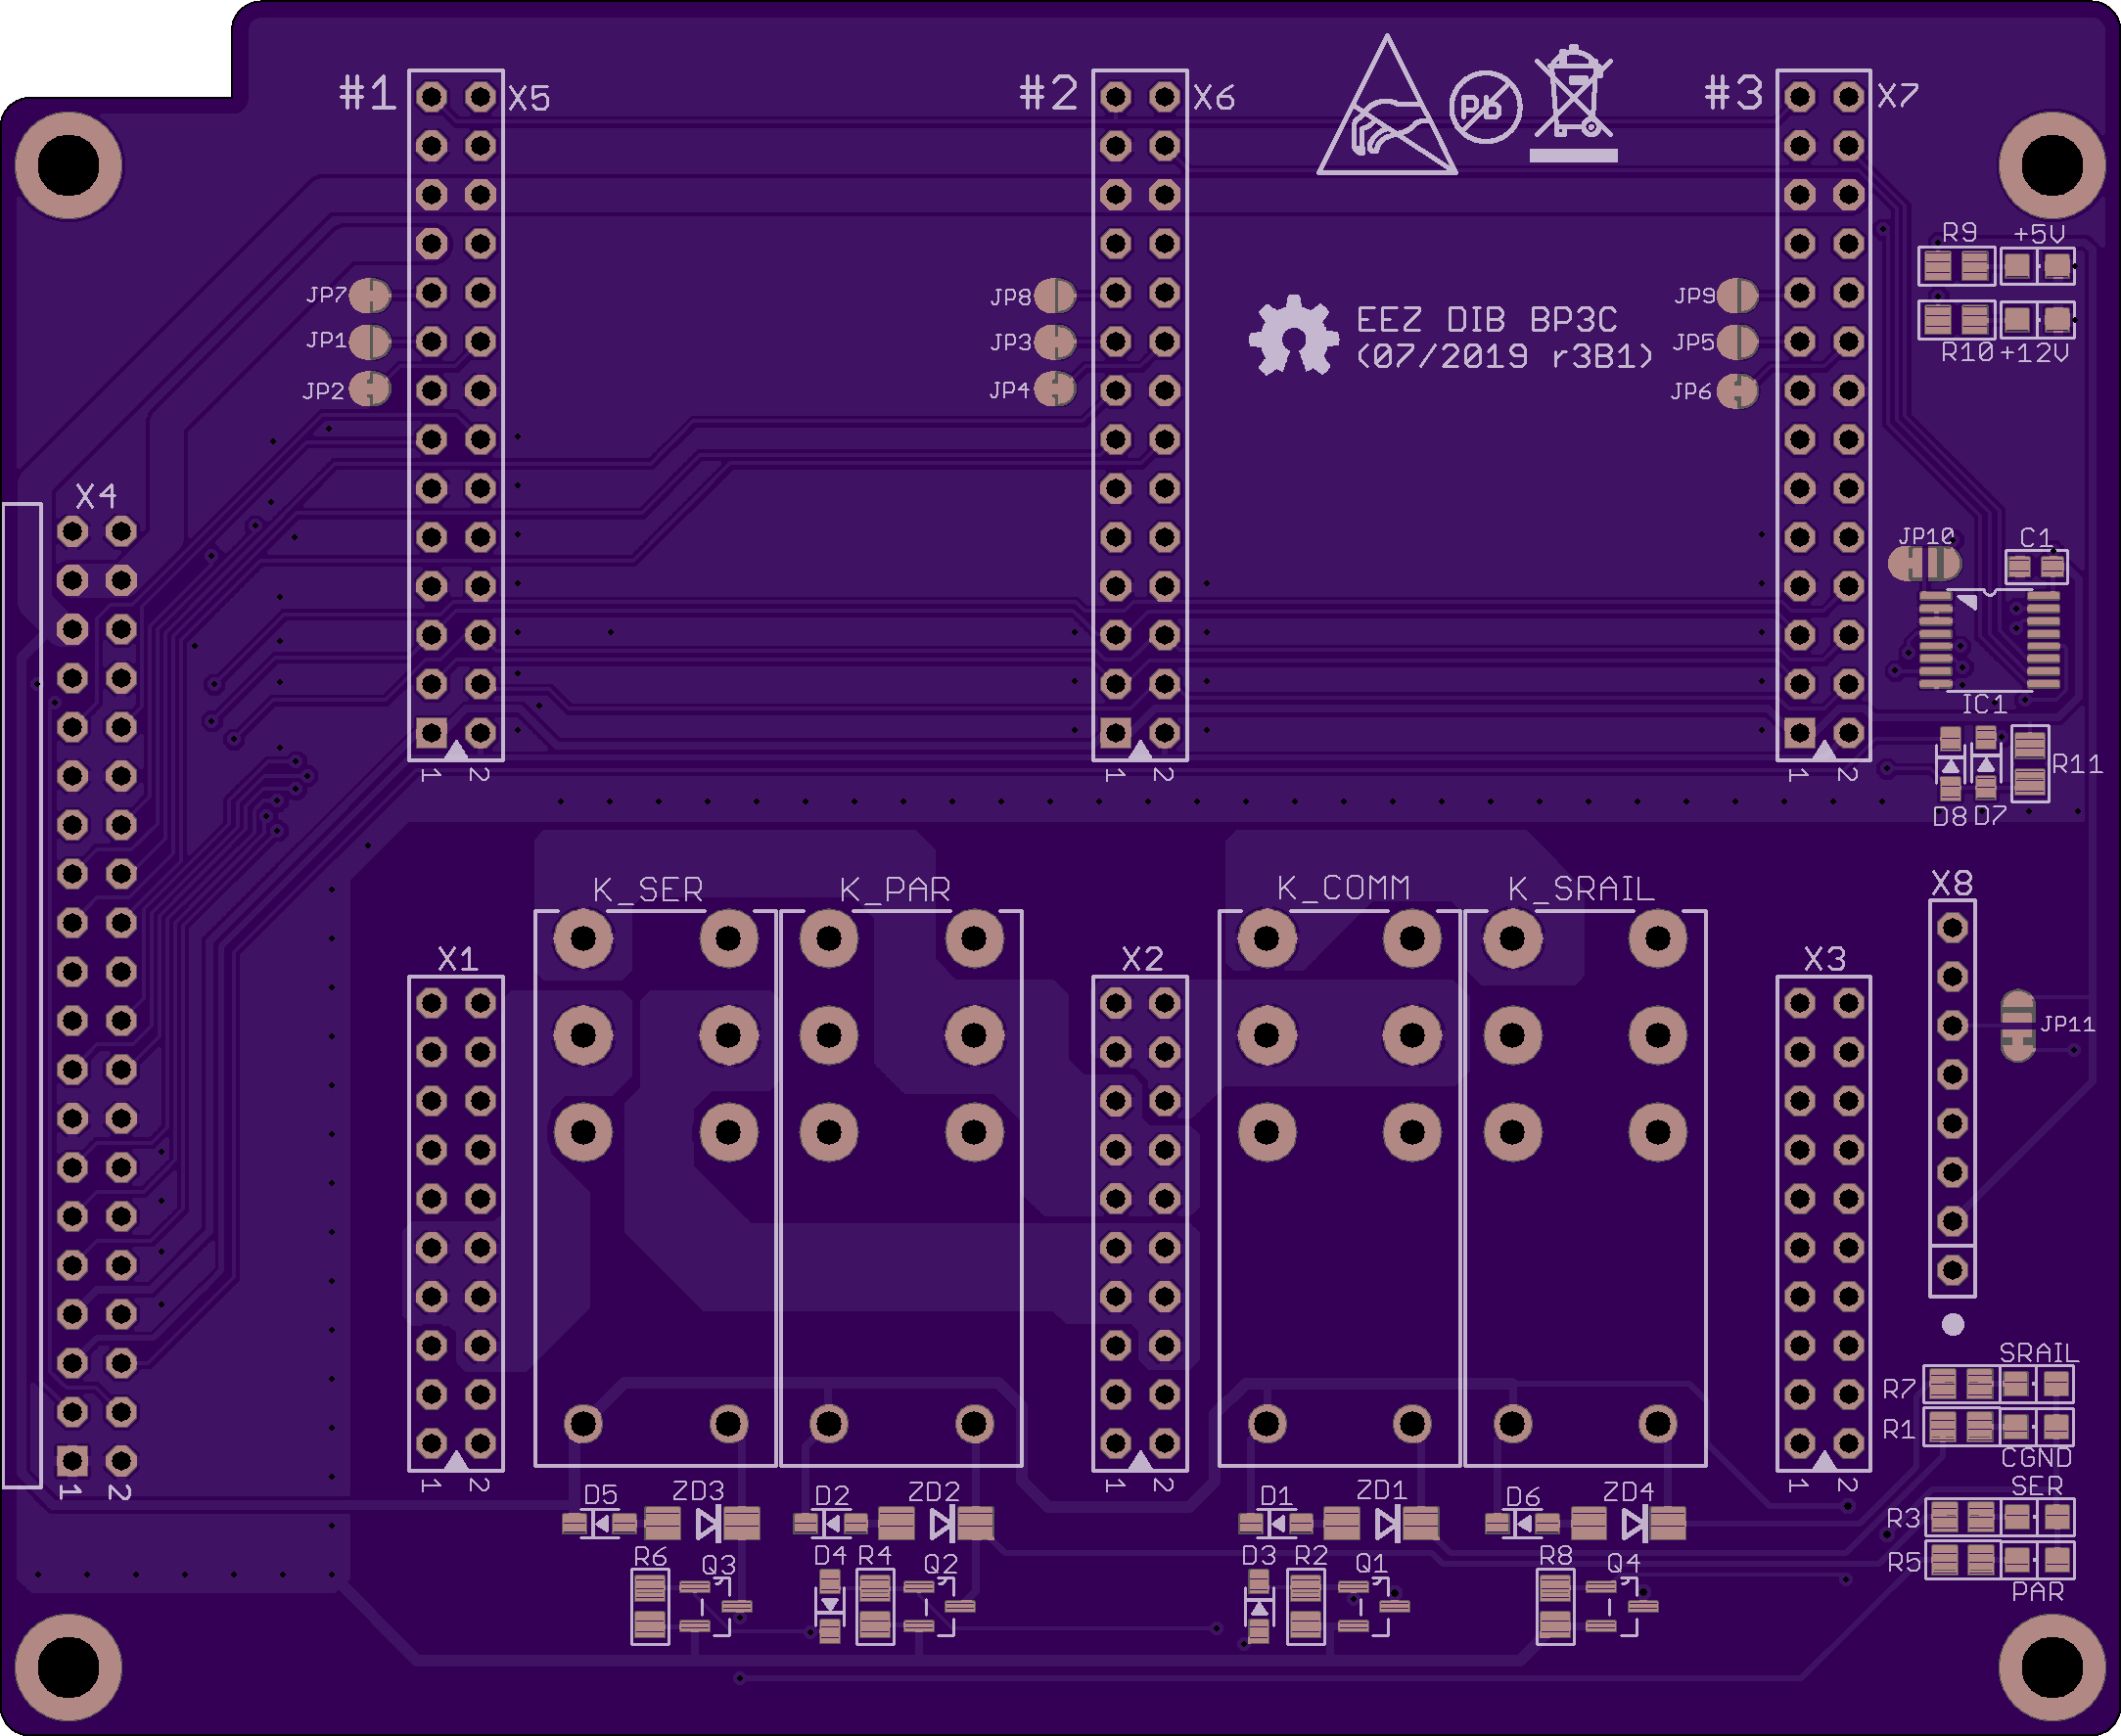 #1
X5
#2
X6
Pb
#3
X7
R9
+5V
R10
+12V
JP7
JP1
JP2
JP8
JP3
JP4
EEZ DIB BP3C
(07/2019 r3B1)
JP9
JP5
JP6
X4
JP10
C1
IC1
1
2
1
2
1
2
R11
D8
D7
K_SER
K_PAR
K_COMM
K_SRAIL
X8
X1
X2
X3
JP11
SRAIL
R7
R1
CGND
SER
R3
R5
PAR
1
2
1
2
1
2
1
2
D5
ZD3
D2
ZD2
D1
ZD1
D6
ZD4
R6
Q3
D4
R4
Q2
D3
R2
Q1
R8
Q4